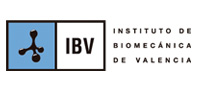 IBV
INSTITUTO DE
BIOMECÁNICA
DE VALENCIA